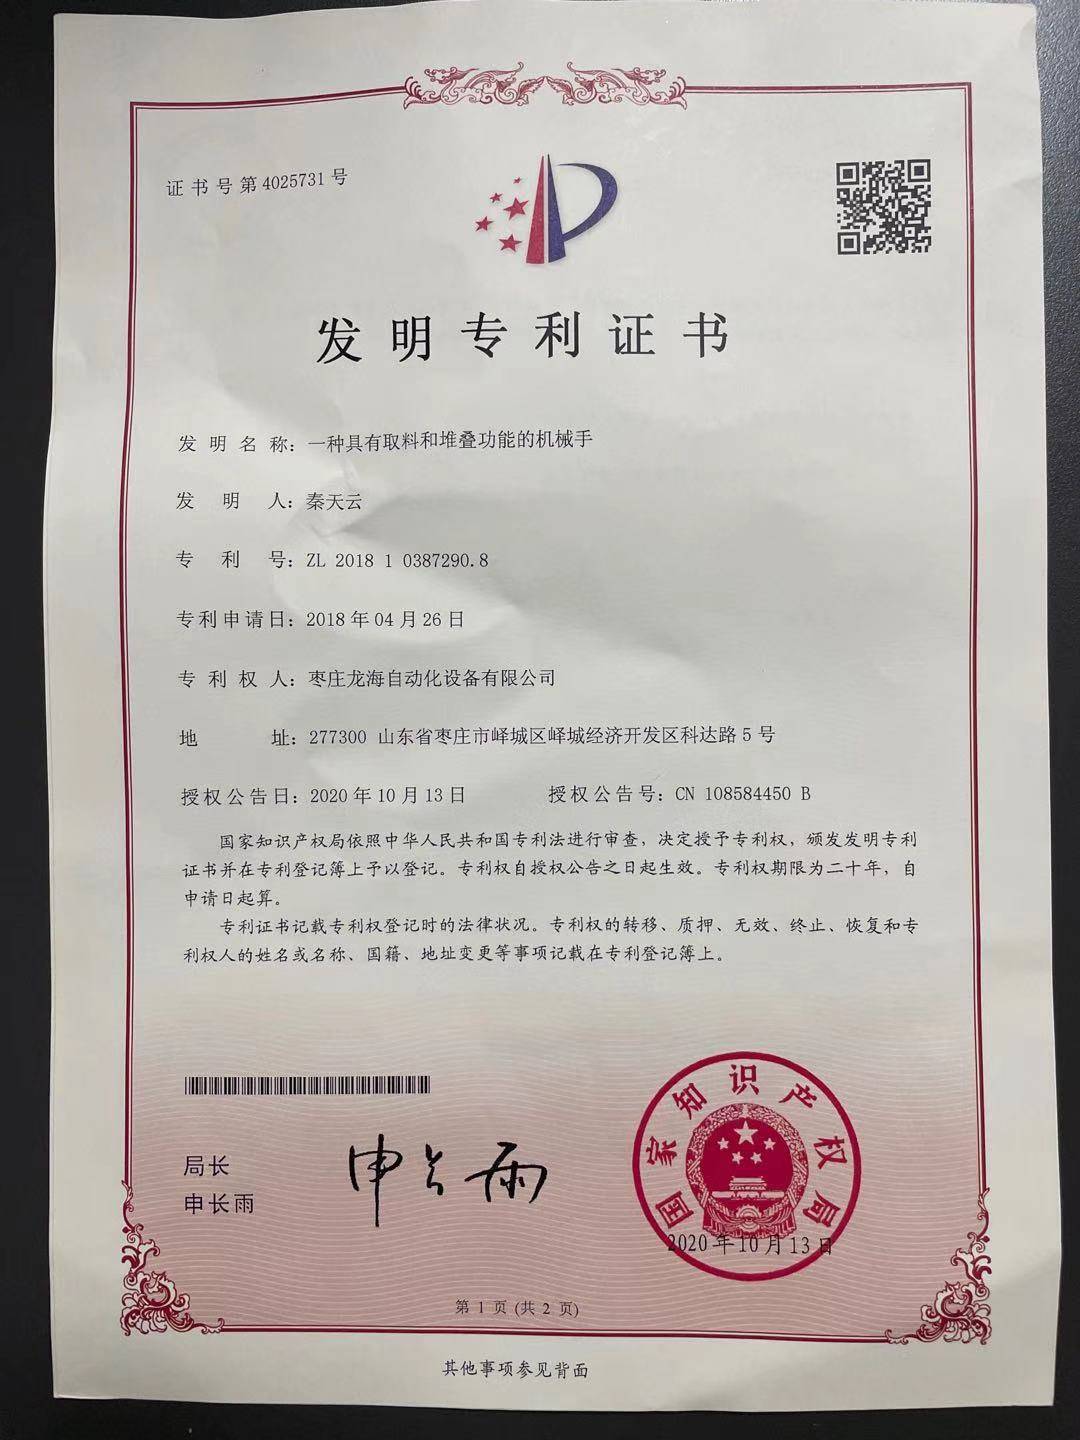 证书号第4025731号
发明专利证书
发明名称：一种具有取料和堆叠功能的机械手
发明人：秦天云
专利号：ZL 2018 1 0387290.8
专利申请日：2018年04月26日
专利权人：枣庄龙海自动化设备有限公司
地址：277300 山东省枣庄市峄城区峄城经济开发区科达路5号
授权公告日：2020年10月13日 授权公告号：CN 108584450 B
国家知识产权局依照中华人民共和国专利法进行审查，决定授予专利权，颁发发明专利
证书并在专利登记簿上予以登记。专利权自授权公告之日起生效。专利权期限为二十年，自
申请日起算。
专利证书记载专利权登记时的法律状况。专利权的转移、质押、无效、终止、恢复和专
利权人的姓名或名称、国籍、地址变更等事项记载在专利登记簿上。
局长
申长雨
申长雨
国家知识产权局
2020年10月13日
第 1 页 (共 2 页)
其他事项参见背面